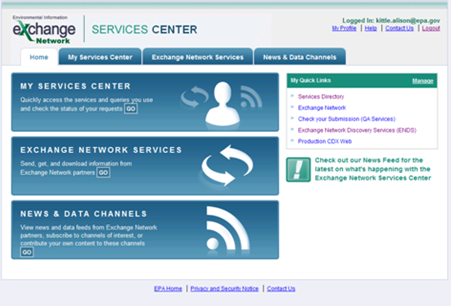 Environmental Information
eXchange
Network
SERVICES CENTER
Logged In: kittle.alison@epa.gov
My Profile | Help | Contact Us | Logout
Home
My Services Center
Exchange Network Services
News & Data Channels
MY SERVICES CENTER
Quickly access the services and queries you use
and check the status of your requests GO
EXCHANGE NETWORK SERVICES
Send, get, and download information from
Exchange Network partners GO
NEWS & DATA CHANNELS
View news and data feeds from Exchange Network
partners, subscribe to channels of interest, or
contribute your own content to these channels
GO
My Quick Links
Manage
Services Directory
Exchange Network
Check your Submission (QA Services)
Exchange Network Discovery Services (ENDS)
Production CDX Web
Check out our News Feed for the
latest on what's happening with the
Exchange Network Services Center
EPA Home | Privacy and Security Notice | Contact Us